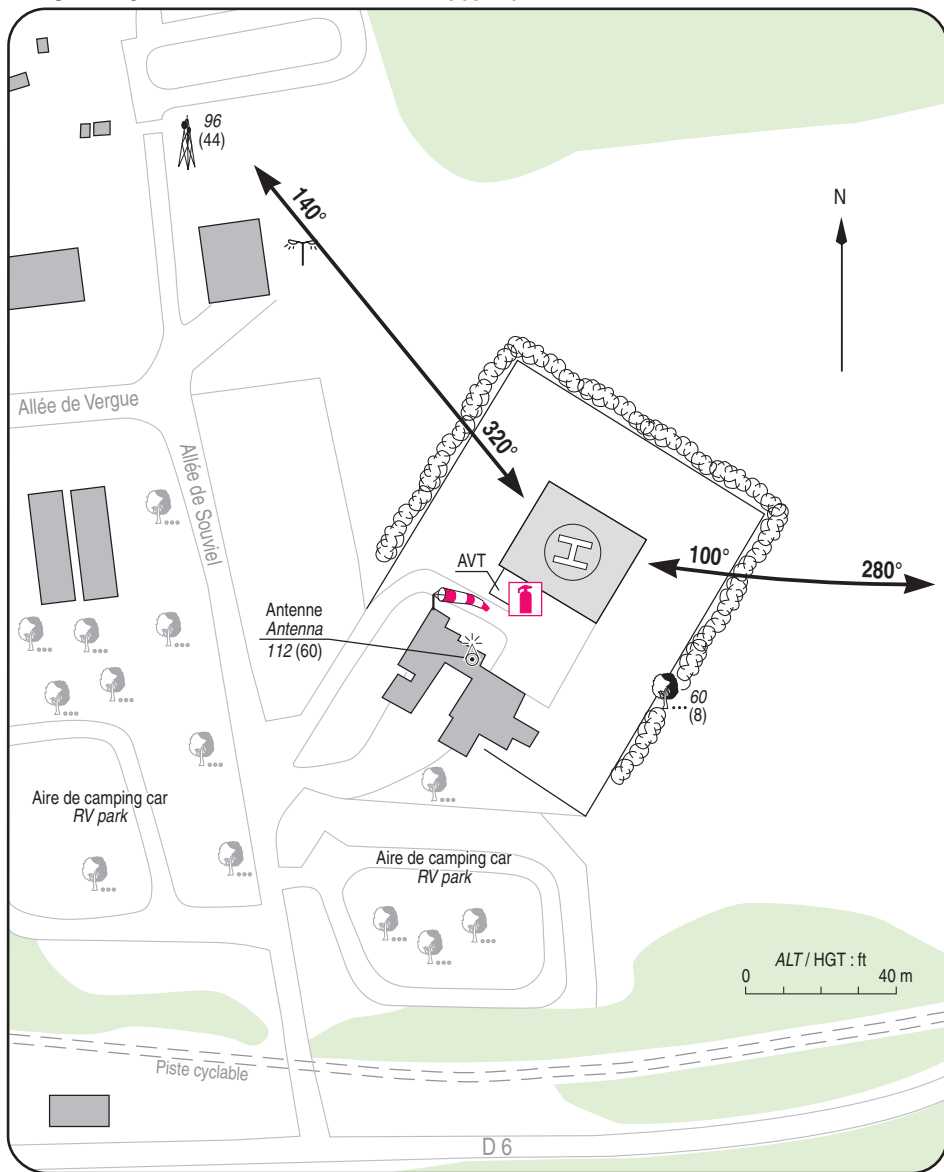 96
(44)
140°
N
Allée de Vergue
Allée de Souviel
320°
H
AVT
100°
280°
Antenne
Antenna
112 (60)
60
(8)
Aire de camping car
RV park
Aire de camping car
RV park
ALT / HGT : ft
0 40 m
Piste cyclable
D 6